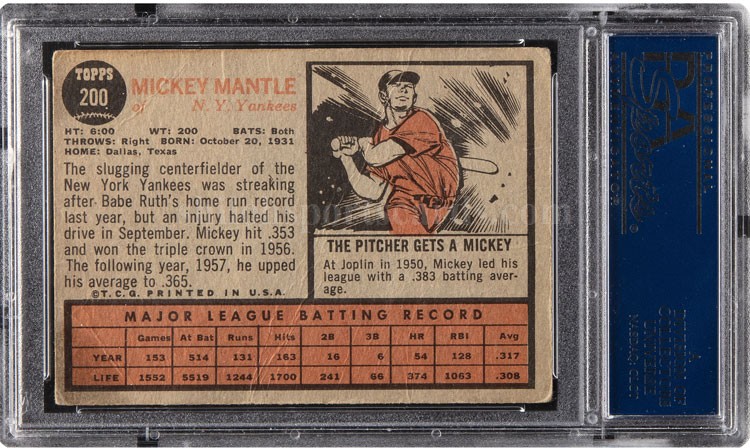 TOPPS
200
MICKEY MANTLE
of N. Y. Yankees
HT: 6:00 WT: 200 BATS: Both
THROWS: Right BORN: October 20, 1931
HOME: Dallas, Texas
The slugging centerfielder of the
New York Yankees was streaking
after Babe Ruth's home run record
last year, but an injury halted his
drive in September. Mickey hit .353
and won the triple crown in 1956.
The following year, 1957, he upped
his average to .365.
©T.C.G. PRINTED IN U.S.A.
THE PITCHER GETS A MICKEY
At Joplin in 1950, Mickey led his
league with a .383 batting aver-
age.
MAJOR LEAGUE BATTING RECORD
Games At Bat Runs Hits 2B 3B HR RBI Avg
YEAR 153 514 131 163 16 6 54 128 .317
LIFE 1552 5519 1244 1700 241 66 374 1063 .308
PSA